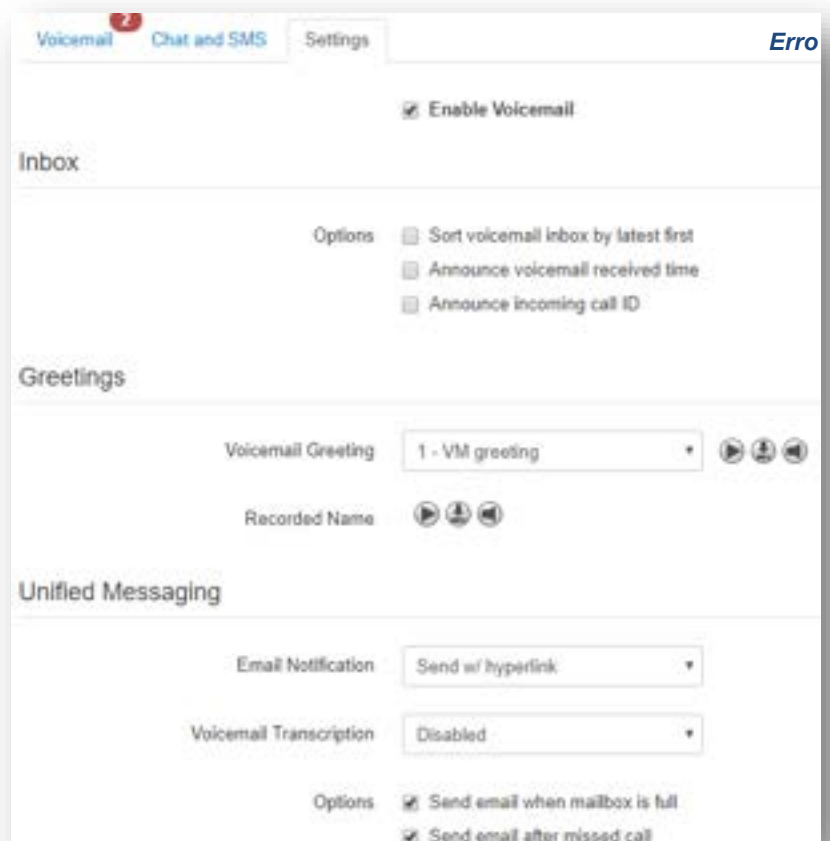 2
Voicemail Chat and SMS Settings Erro
Enable Voicemail
Inbox
Options Sort voicemail inbox by latest first
Announce voicemail received time
Announce incoming call ID
Greetings
Voicemail Greeting 1 - VM greeting
Recorded Name
Unified Messaging
Email Notification Send w/ hyperlink
Voicemail Transcription Disabled
Options Send email when mailbox is full
Send email after missed call